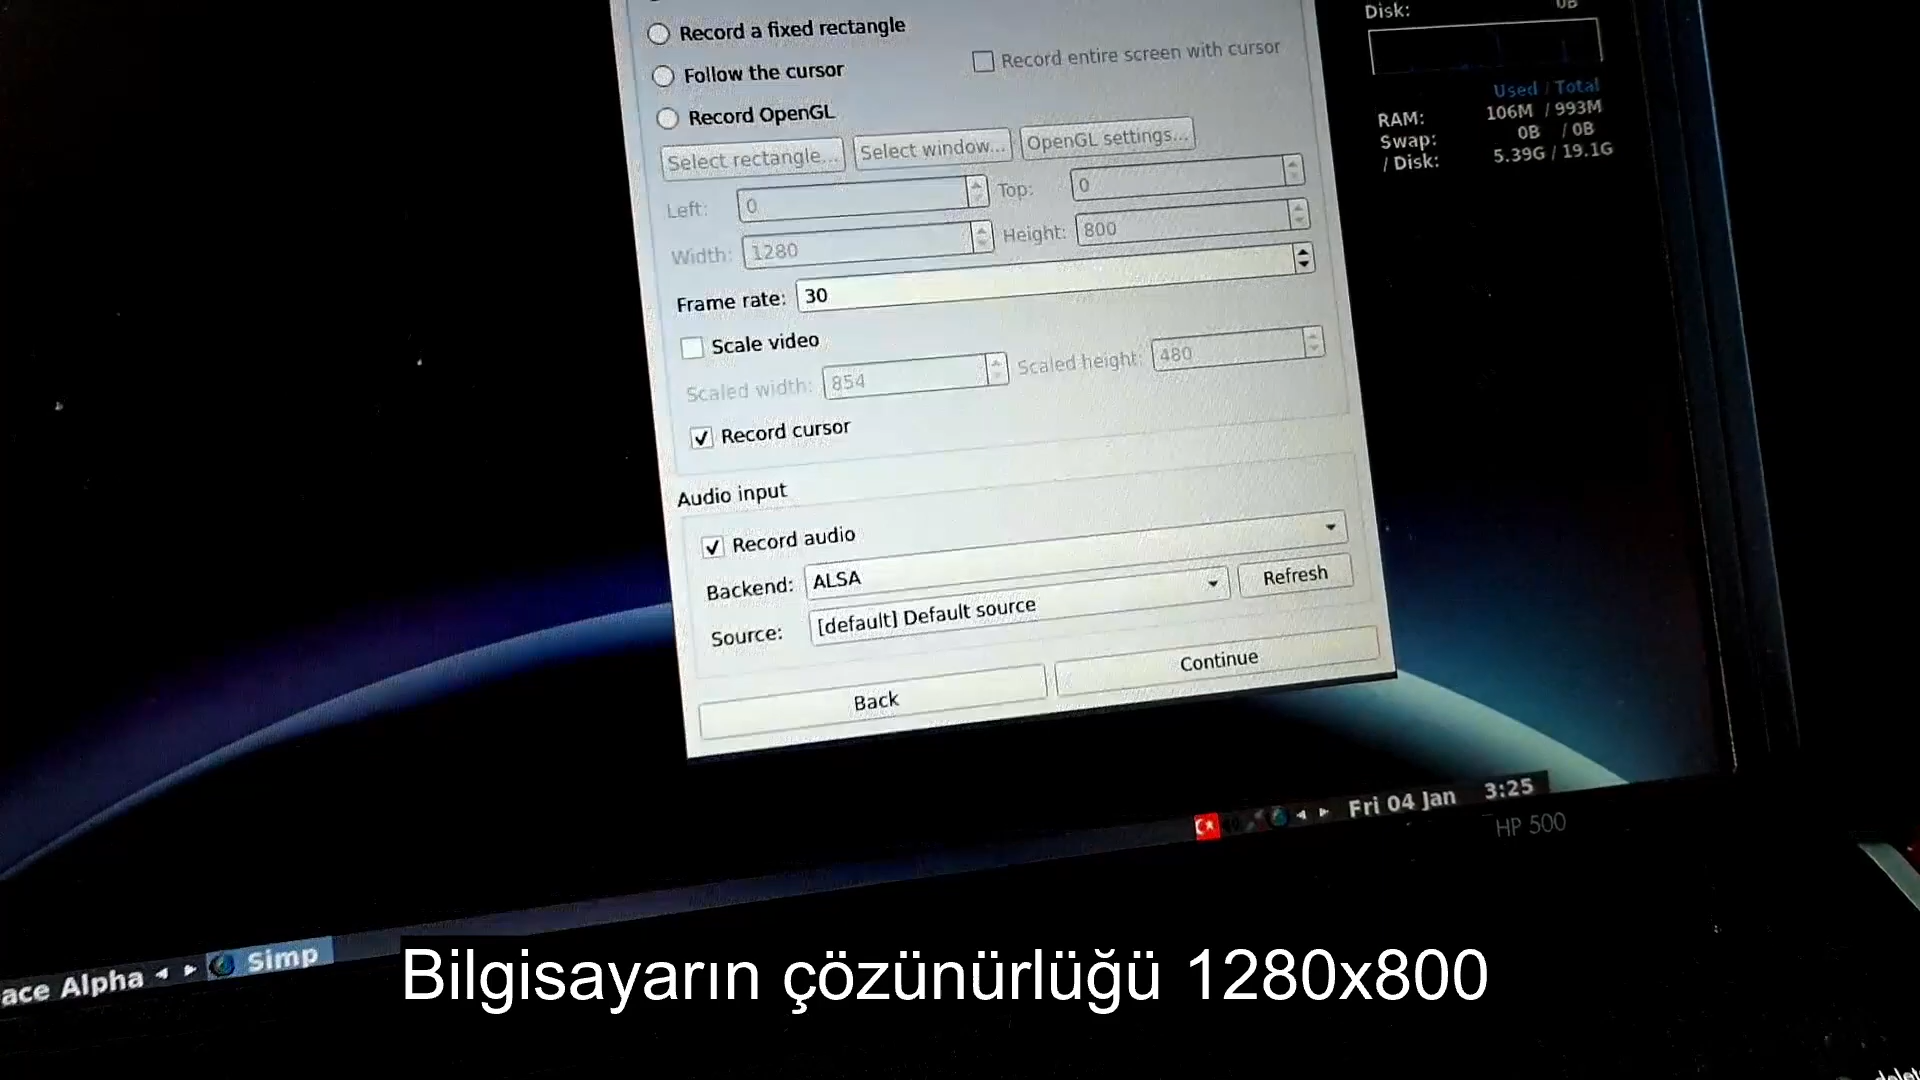 Record a fixed rectangle
Follow the cursor
Record entire screen with cursor
Record OpenGL
Select rectangle...
Select window...
OpenGL settings...
Left: 0
Top: 0
Width: 1280
Height: 800
Frame rate: 30
Scale video
Scaled width: 854
Scaled height: 480
Record cursor
Audio input
Record audio
Backend: ALSA
Source: [default] Default source
Refresh
Back
Continue
Disk: 0B
Used / Total
RAM: 106M / 993M
Swap: 0B / 0B
/ Disk: 5.39G / 19.1G
Fri 04 Jan 3:25
HP 500
ace Alpha
Simp
Bilgisayarın çözünürlüğü 1280x800